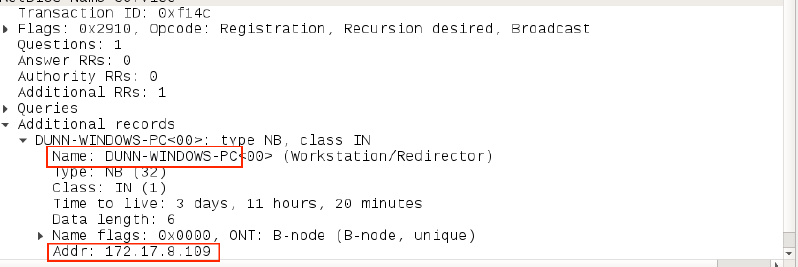 Transaction ID: 0xf14c
Flags: 0x2910, Opcode: Registration, Recursion desired, Broadcast
Questions: 1
Answer RRs: 0
Authority RRs: 0
Additional RRs: 1
Queries
Additional records
DUNN-WINDOWS-PC<00>: type NB, class IN
Name: DUNN-WINDOWS-PC<00> (Workstation/Redirector)
Type: NB (32)
Class: IN (1)
Time to live: 3 days, 11 hours, 20 minutes
Data length: 6
Name flags: 0x0000, ONT: B-node (B-node, unique)
Addr: 172.17.8.109